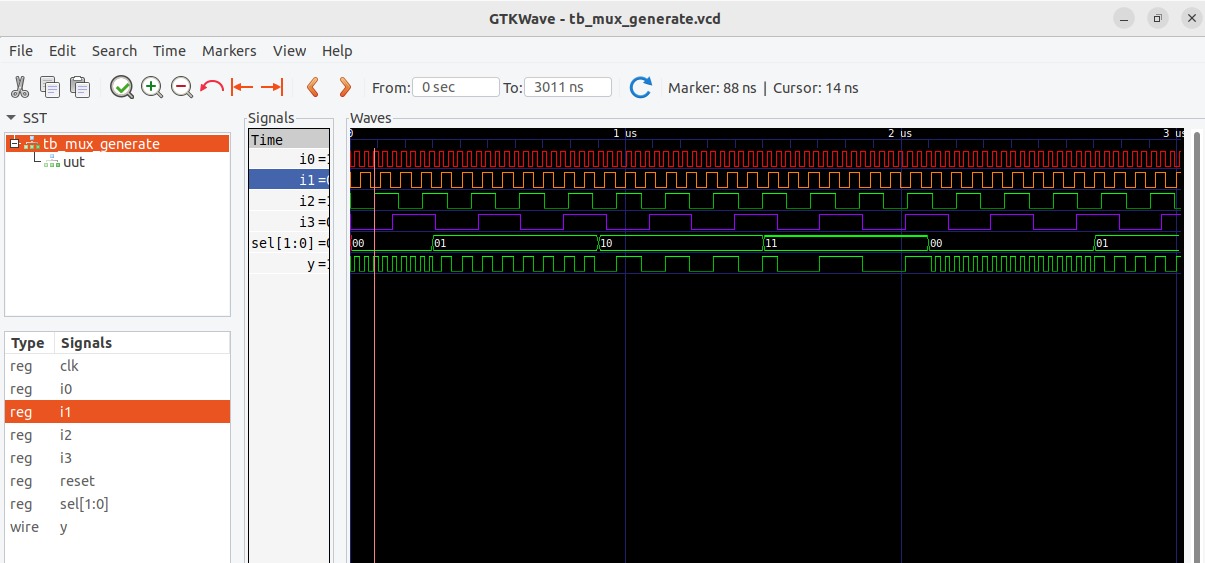 GTKWave - tb_mux_generate.vcd
File Edit Search Time Markers View Help
From: 0 sec To: 3011 ns Marker: 88 ns | Cursor: 14 ns
SST
tb_mux_generate
uut
Type Signals
reg clk
reg i0
reg i1
reg i2
reg i3
reg reset
reg sel[1:0]
wire y
Signals
Time
i0 =1
i1 =0
i2 =1
i3 =0
sel[1:0] =0
y =1
Waves
0 1 us 2 us 3 us
00 01 10 11 00 01